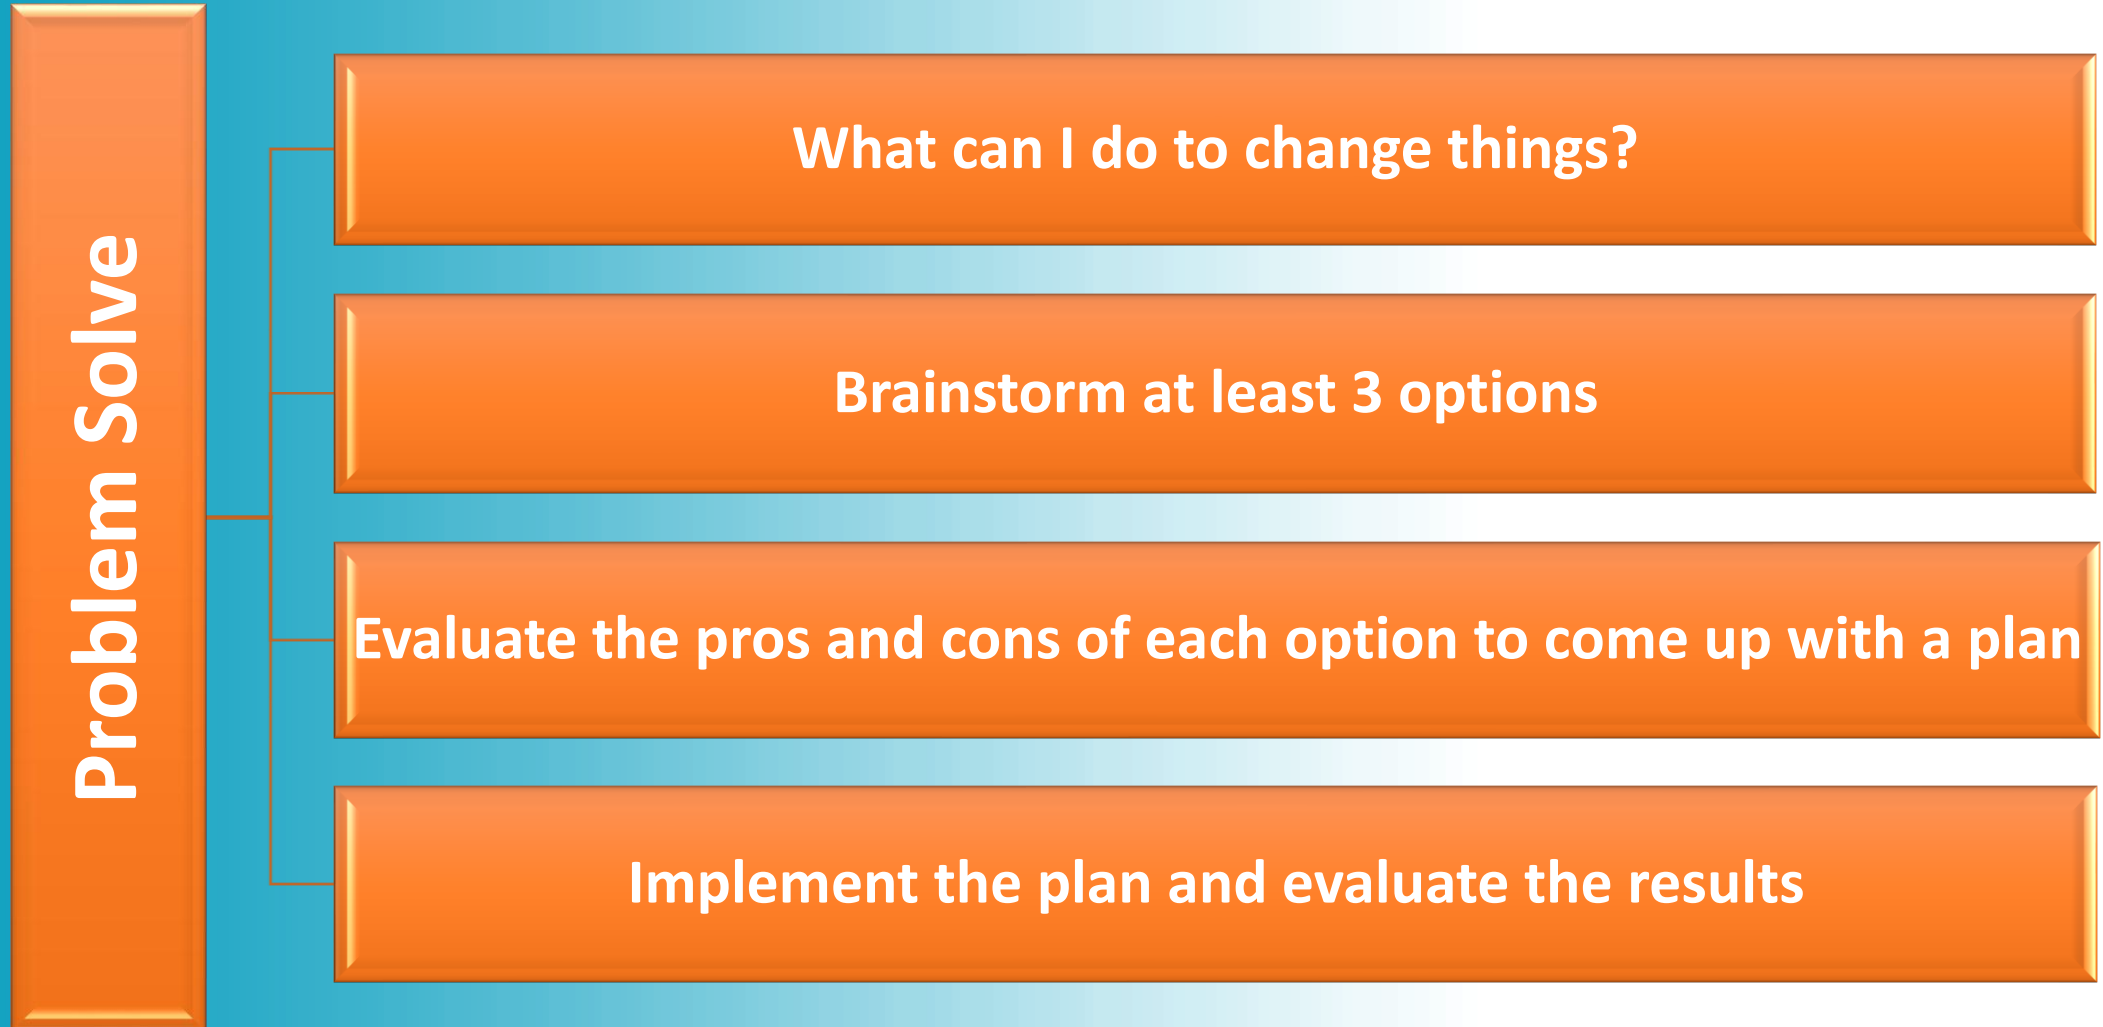 Problem Solve
What can I do to change things?
Brainstorm at least 3 options
Evaluate the pros and cons of each option to come up with a plan
Implement the plan and evaluate the results